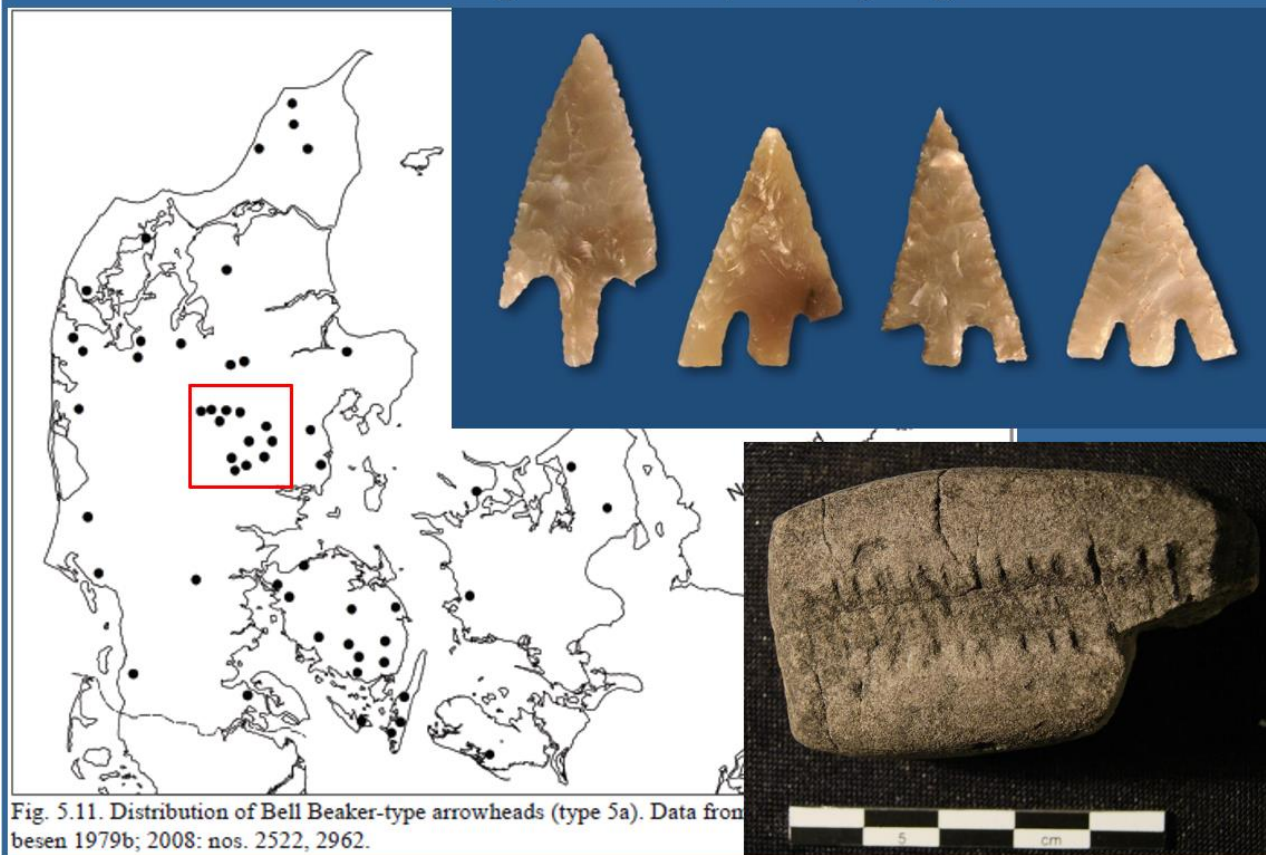 Fig. 5.11. Distribution of Bell Beaker-type arrowheads (type 5a). Data from
besen 1979b; 2008: nos. 2522, 2962.
5
cm